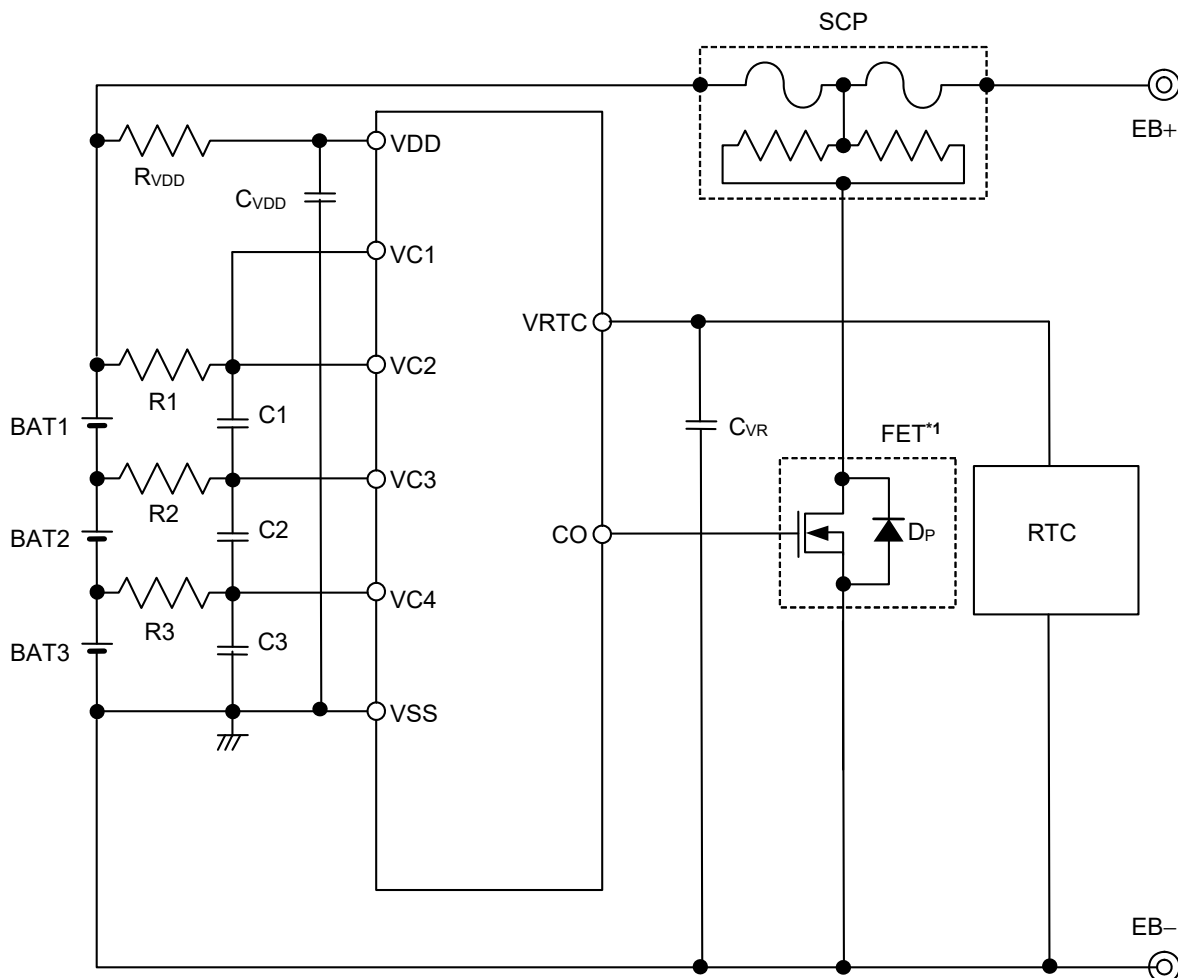 SCP
EB+
VDD
RVDD
CVDD
VC1
VRTC
VC2
R1
C1
BAT1
CVR
FET*1
VC3
R2
C2
BAT2
CO
DP
RTC
VC4
R3
C3
BAT3
VSS
EB−